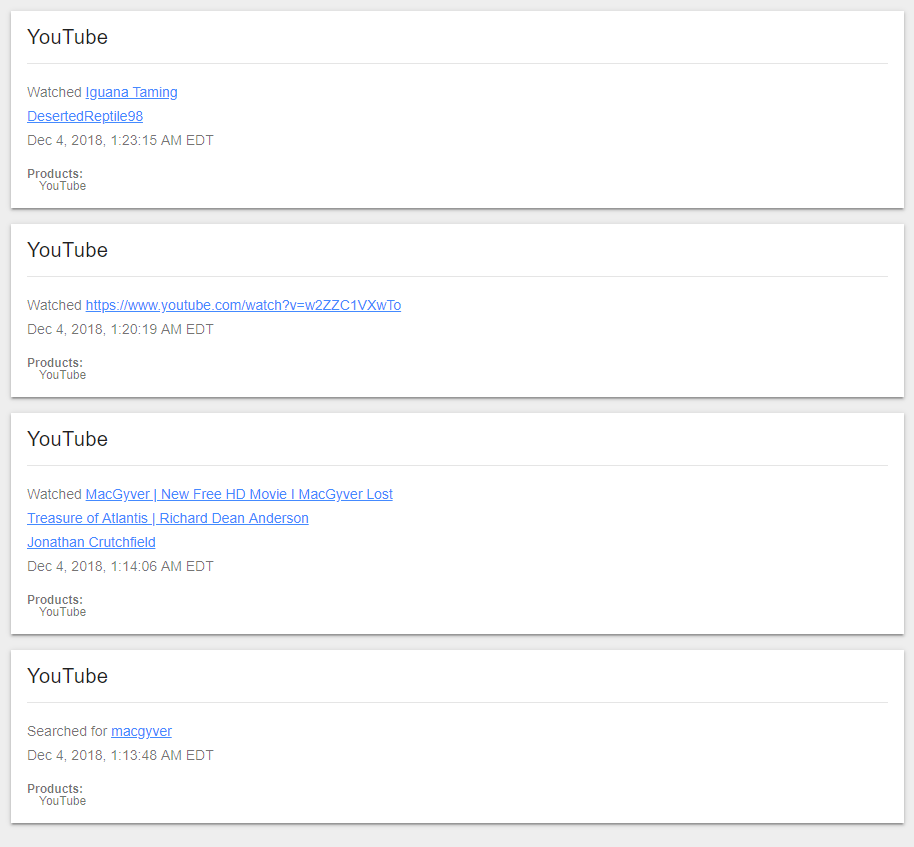 YouTube
Watched Iguana Taming
DesertedReptile98
Dec 4, 2018, 1:23:15 AM EDT
Products:
YouTube
YouTube
Watched https://www.youtube.com/watch?v=w2ZZC1VXwTo
Dec 4, 2018, 1:20:19 AM EDT
Products:
YouTube
YouTube
Watched MacGyver | New Free HD Movie I MacGyver Lost
Treasure of Atlantis | Richard Dean Anderson
Jonathan Crutchfield
Dec 4, 2018, 1:14:06 AM EDT
Products:
YouTube
YouTube
Searched for macgyver
Dec 4, 2018, 1:13:48 AM EDT
Products:
YouTube